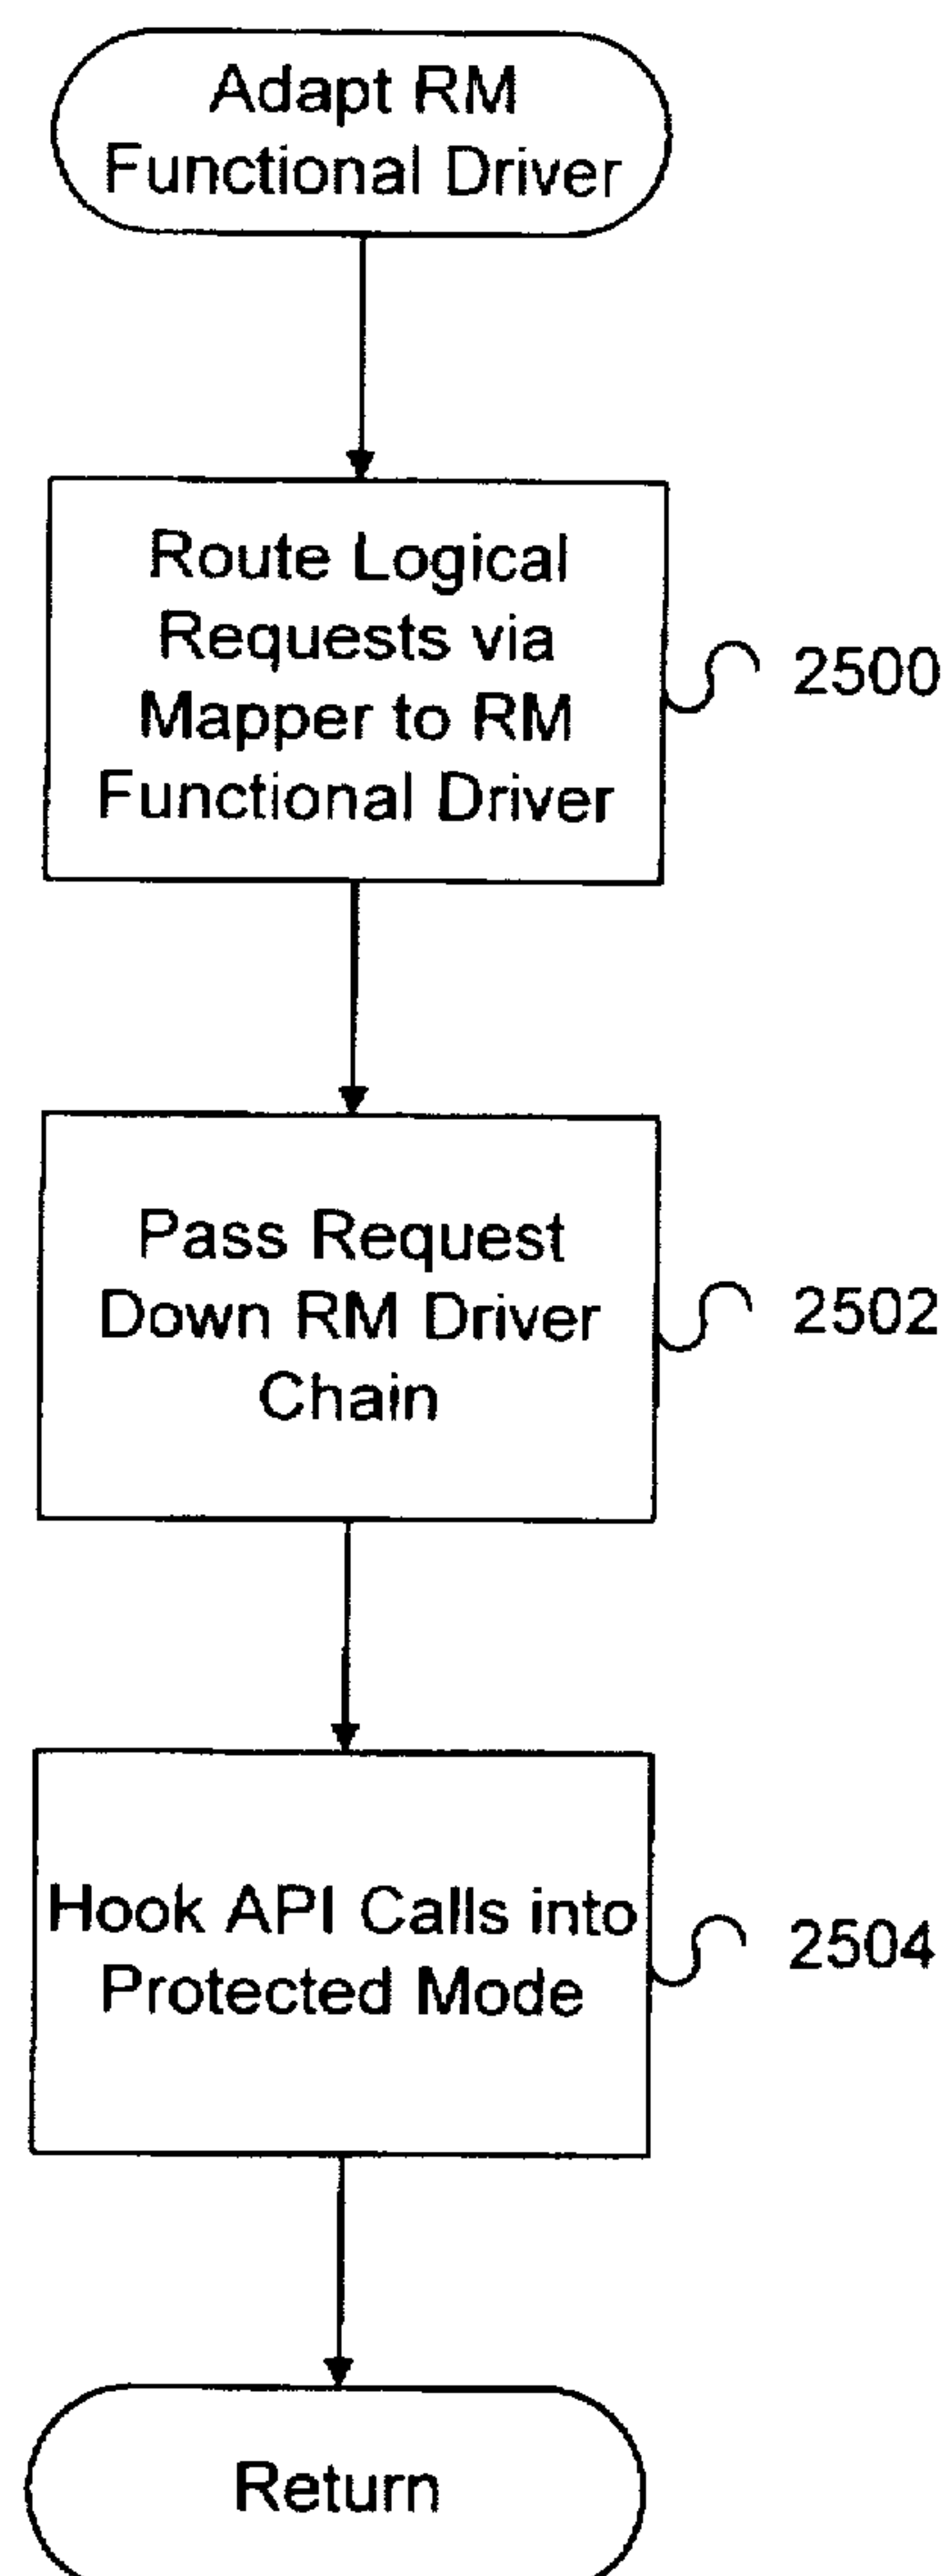 Adapt RM
Functional Driver
Route Logical
Requests via
Mapper to RM
Functional Driver
2500
Pass Request
Down RM Driver
Chain
2502
Hook API Calls into
Protected Mode
2504
Return